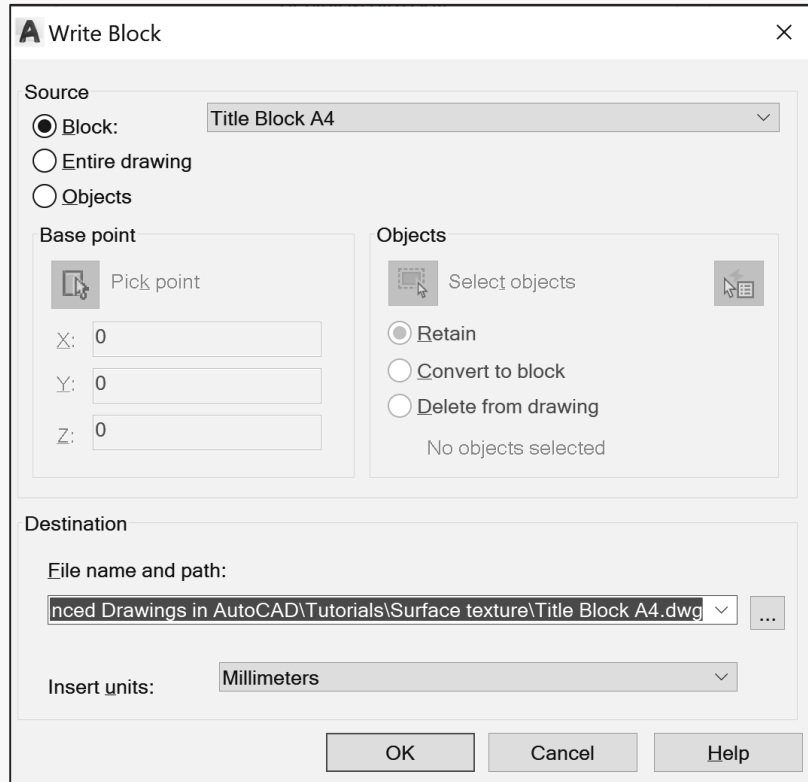 Write Block
Source
Block:
Title Block A4
Entire drawing
Objects
Base point
Pick point
X: 0
Y: 0
Z: 0
Objects
Select objects
Retain
Convert to block
Delete from drawing
No objects selected
Destination
File name and path:
nced Drawings in AutoCAD\Tutorials\Surface texture\Title Block A4.dwg
...
Insert units:
Millimeters
OK
Cancel
Help